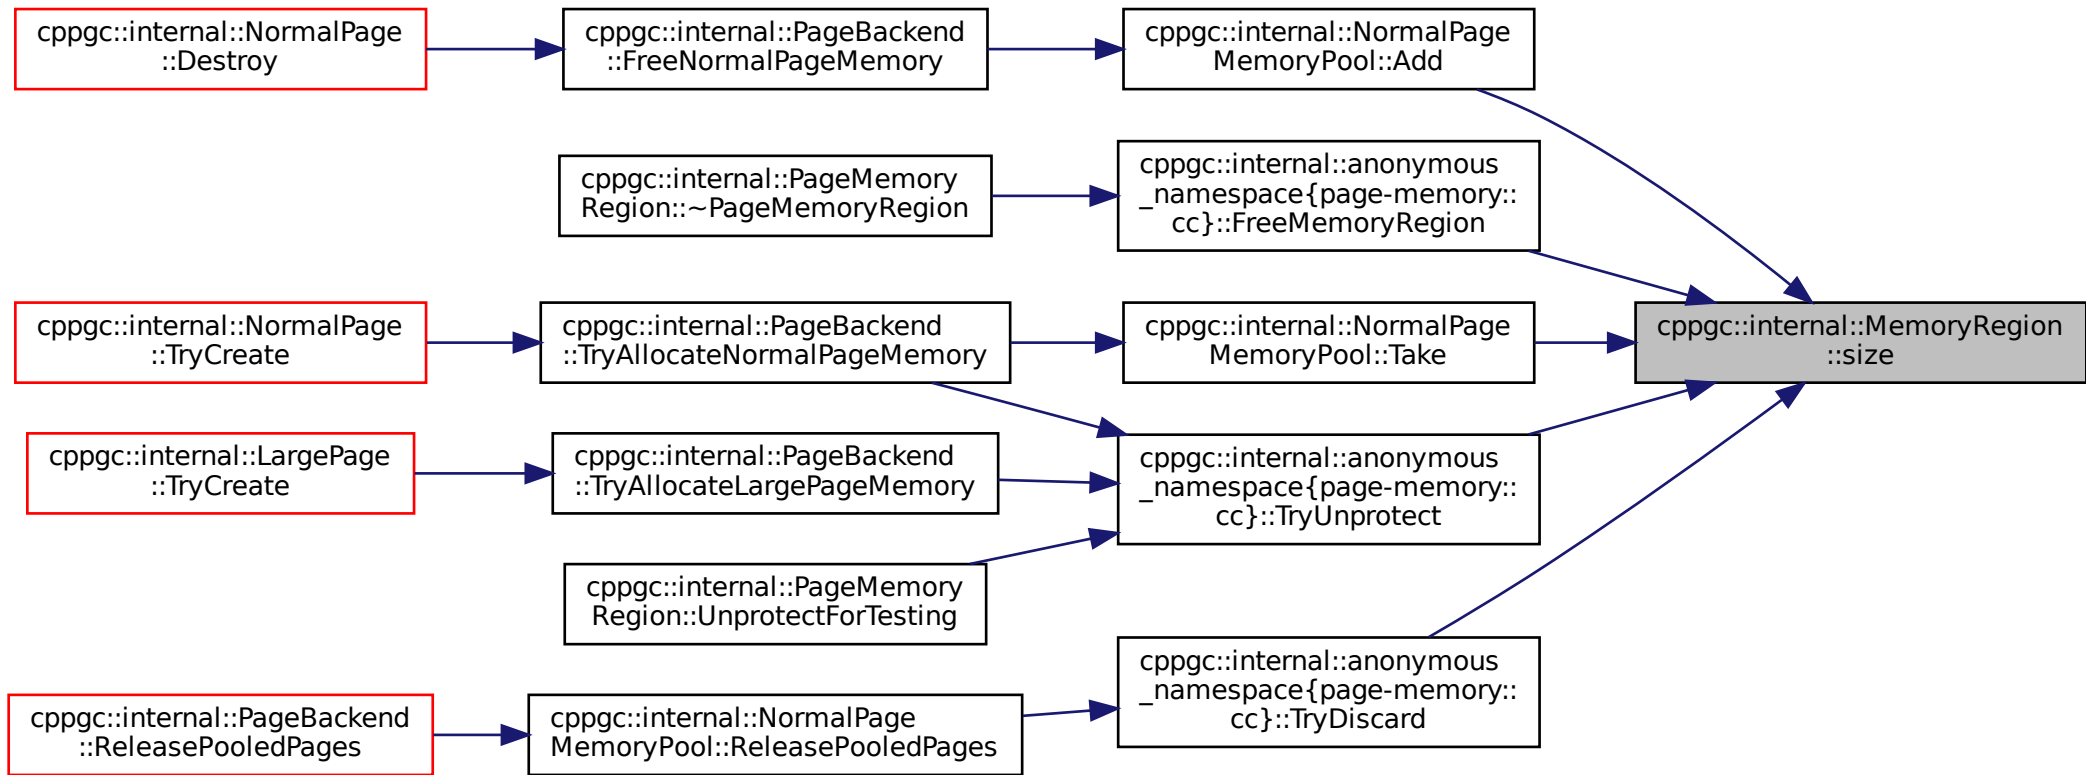 cppgc::internal::NormalPage
::Destroy
cppgc::internal::PageBackend
::FreeNormalPageMemory
cppgc::internal::NormalPage
MemoryPool::Add
cppgc::internal::PageMemory
Region::~PageMemoryRegion
cppgc::internal::anonymous
_namespace{page-memory::
cc}::FreeMemoryRegion
cppgc::internal::NormalPage
::TryCreate
cppgc::internal::PageBackend
::TryAllocateNormalPageMemory
cppgc::internal::NormalPage
MemoryPool::Take
cppgc::internal::MemoryRegion
::size
cppgc::internal::LargePage
::TryCreate
cppgc::internal::PageBackend
::TryAllocateLargePageMemory
cppgc::internal::anonymous
_namespace{page-memory::
cc}::TryUnprotect
cppgc::internal::PageMemory
Region::UnprotectForTesting
cppgc::internal::anonymous
_namespace{page-memory::
cc}::TryDiscard
cppgc::internal::PageBackend
::ReleasePooledPages
cppgc::internal::NormalPage
MemoryPool::ReleasePooledPages